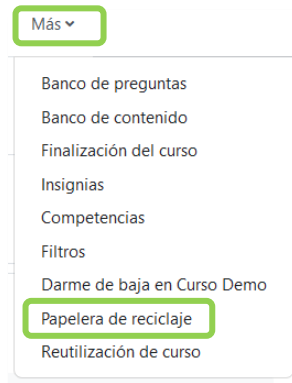 Más
Banco de preguntas
Banco de contenido
Finalización del curso
Insignias
Competencias
Filtros
Darme de baja en Curso Demo
Papelera de reciclaje
Reutilización de curso